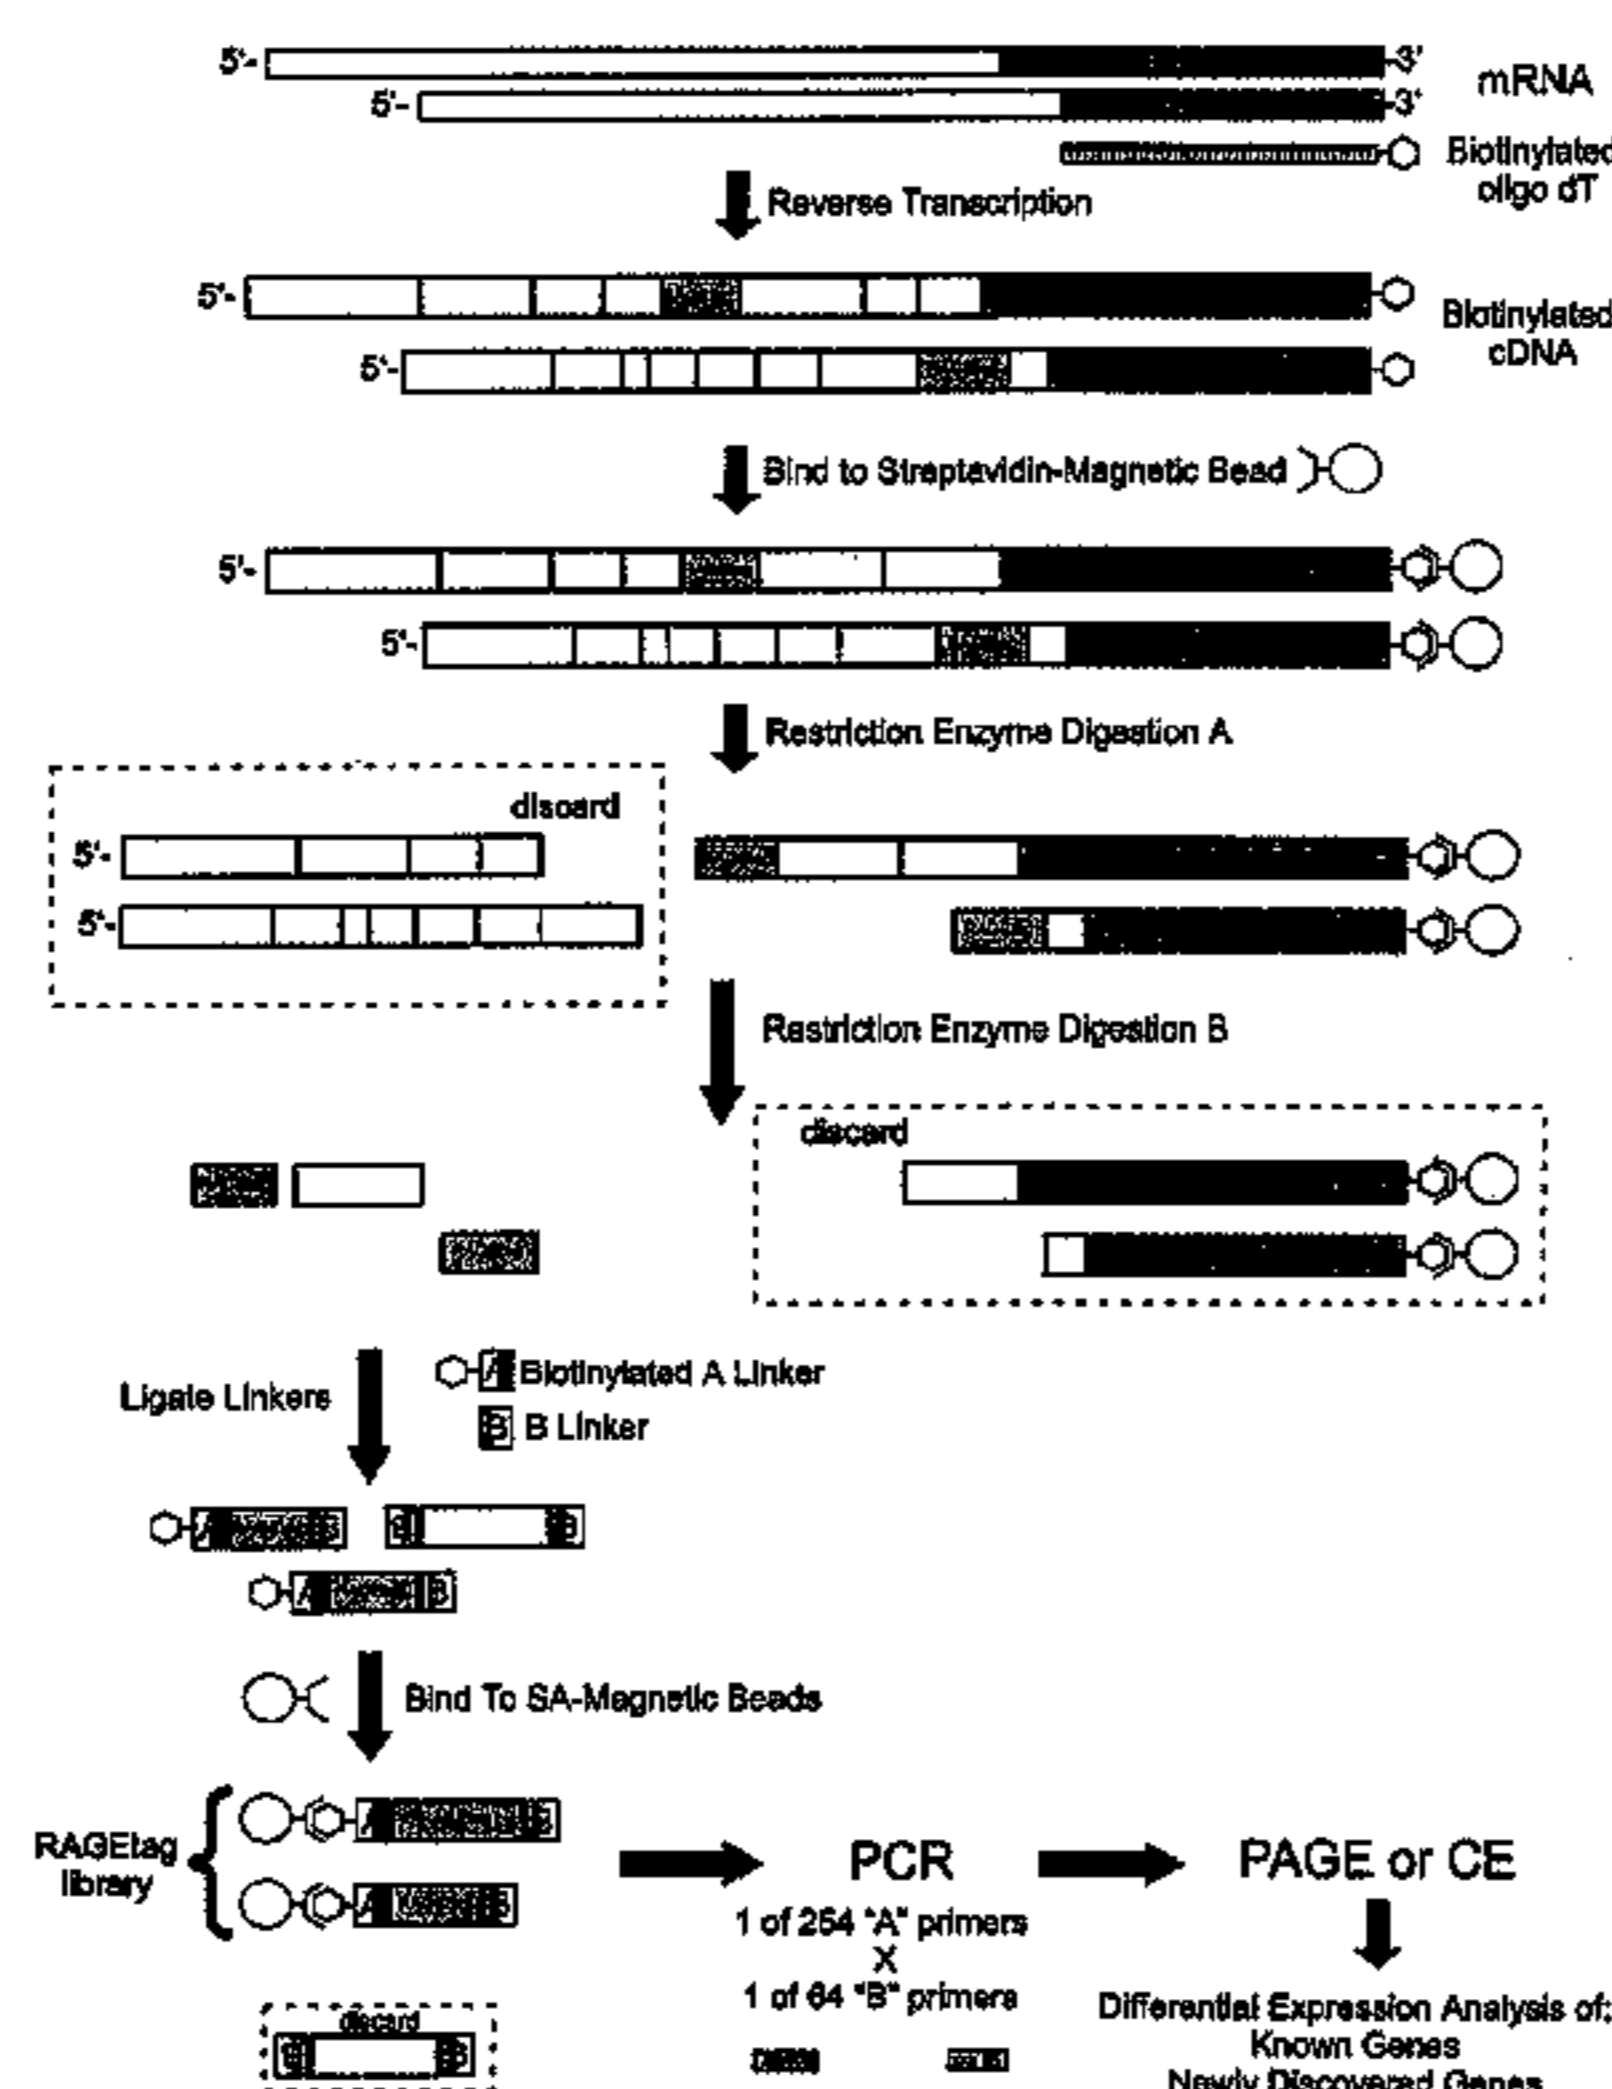 5'-
-3'
mRNA
5'-
-3'
Biotinylated
oligo dT
Reverse Transcription
5'-
Biotinylated
cDNA
5'-
Bind to Streptavidin-Magnetic Bead
5'-
5'-
Restriction Enzyme Digestion A
discard
5'-
5'-
Restriction Enzyme Digestion B
discard
Ligate Linkers
A Biotinylated A Linker
B B Linker
A B
B B
A B
Bind To SA-Magnetic Beads
RAGEtag
library
A B
A B
PCR
PAGE or CE
1 of 254 "A" primers
X
1 of 64 "B" primers
Differential Expression Analysis of:
Known Genes
Newly Discovered Genes
discard
B B